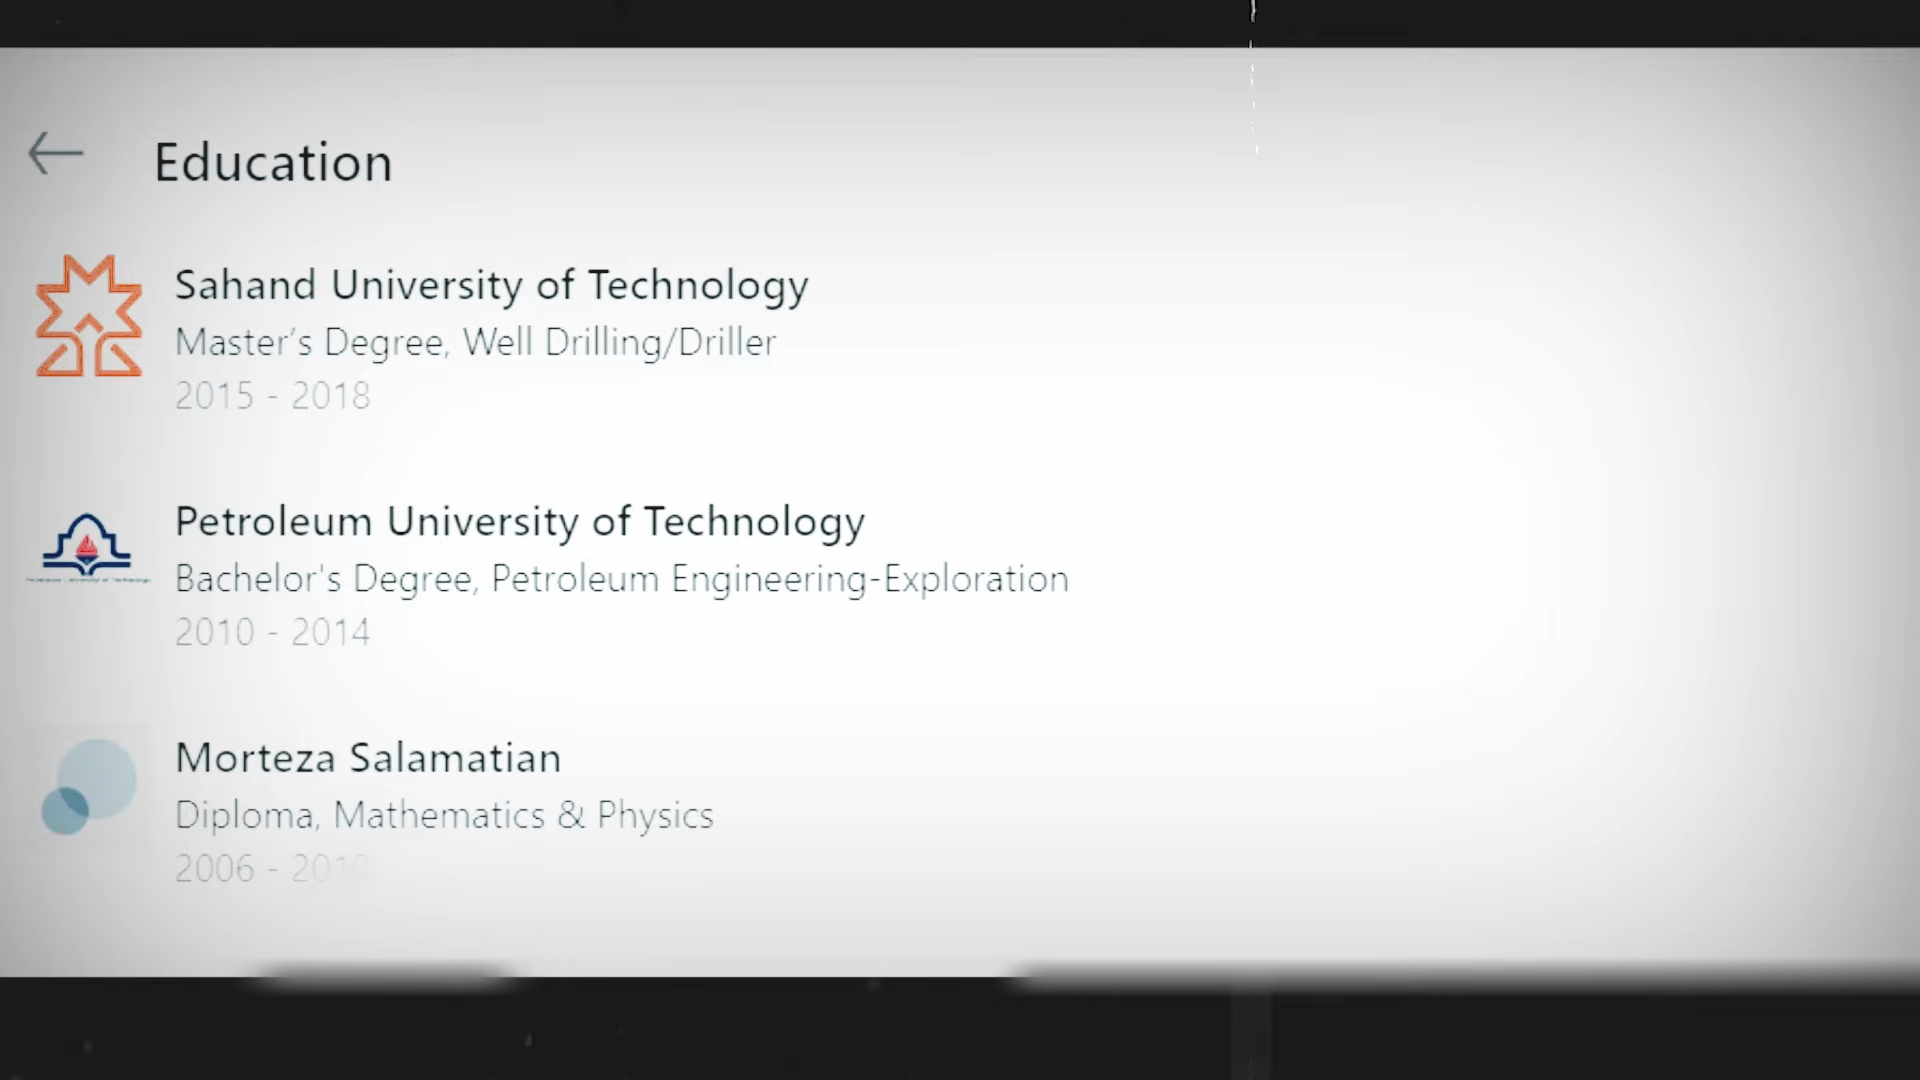 Education
Sahand University of Technology
Master's Degree, Well Drilling/Driller
2015 - 2018
Petroleum University of Technology
Bachelor's Degree, Petroleum Engineering-Exploration
2010 - 2014
Morteza Salamatian
Diploma, Mathematics & Physics
2006 - 2010